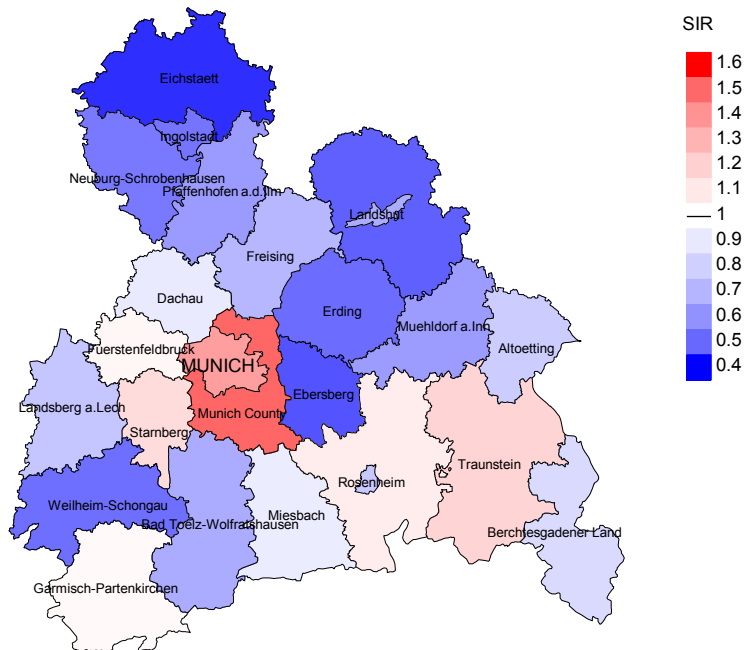 SIR
1.6
1.5
1.4
1.3
1.2
1.1
1
0.9
0.8
0.7
0.6
0.5
0.4
Eichstaett
Ingolstadt
Neuburg-Schrobenhausen
Pfaffenhofen a.d.Ilm
Landshut
Freising
Dachau
Erding
Muehldorf a.Inn
Altoetting
Fuerstenfeldbruck
MUNICH
Ebersberg
Landsberg a.Lech
Munich County
Starnberg
Traunstein
Rosenheim
Weilheim-Schongau
Miesbach
Bad Toelz-Wolfratshausen
Berchtesgadener Land
Garmisch-Partenkirchen